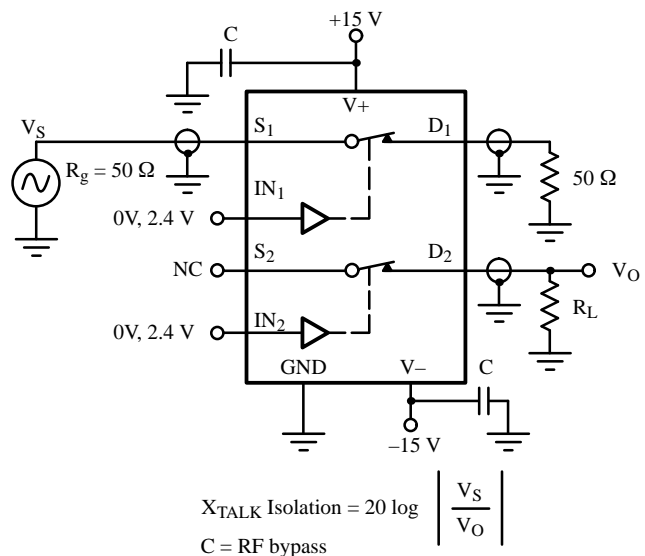 +15 V
C
V+
V_S
S_1
D_1
R_g = 50 Ω
50 Ω
IN_1
0V, 2.4 V
S_2
D_2
NC
V_O
R_L
IN_2
0V, 2.4 V
GND
V–
C
–15 V
X_TALK Isolation = 20 log | V_S / V_O |
C = RF bypass